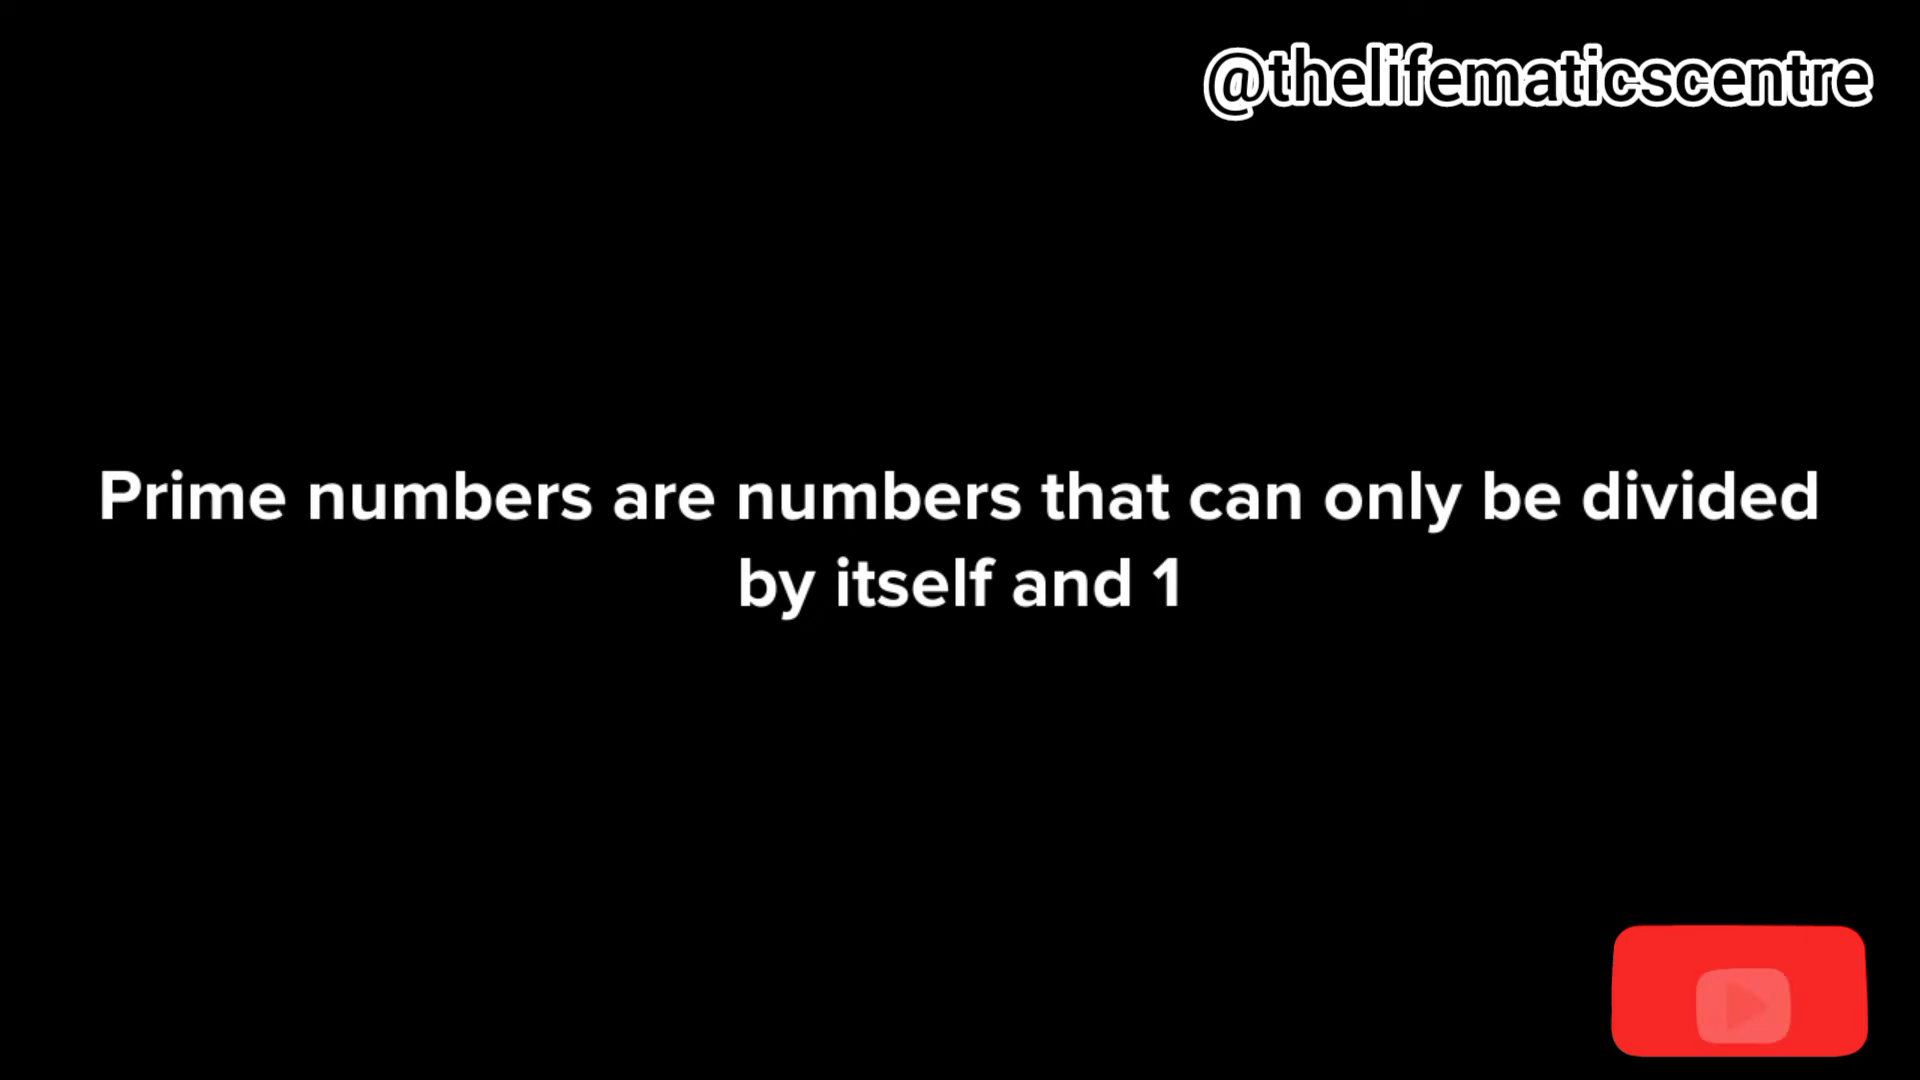 @thelifematicscentre
Prime numbers are numbers that can only be divided
by itself and 1